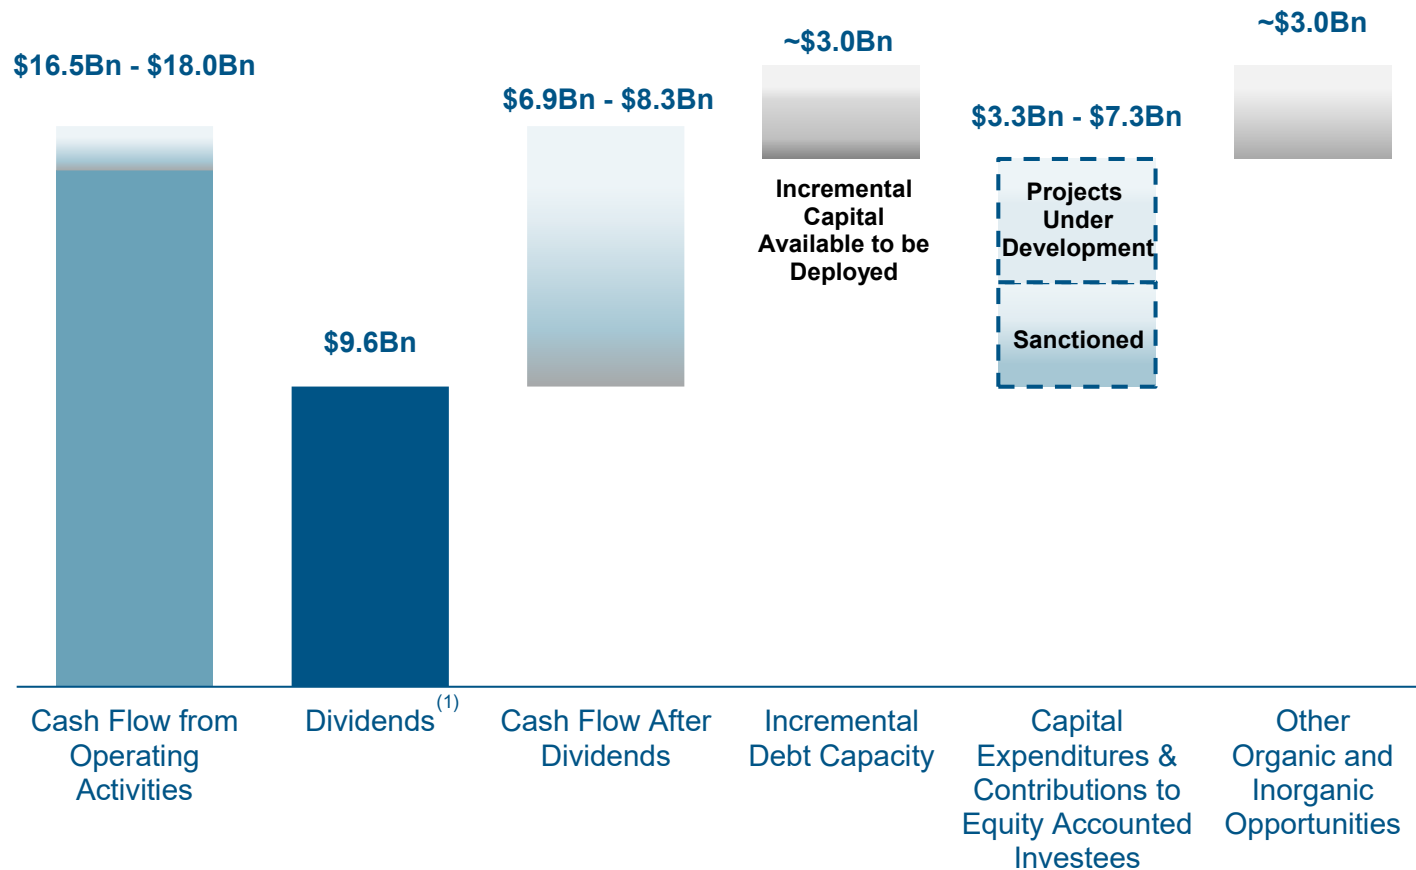 $16.5Bn - $18.0Bn
$9.6Bn
$6.9Bn - $8.3Bn
~$3.0Bn
Incremental
Capital
Available to be
Deployed
$3.3Bn - $7.3Bn
Projects
Under
Development
Sanctioned
~$3.0Bn
Cash Flow from
Operating
Activities
Dividends (1)
Cash Flow After
Dividends
Incremental
Debt Capacity
Capital
Expenditures &
Contributions to
Equity Accounted
Investees
Other
Organic and
Inorganic
Opportunities